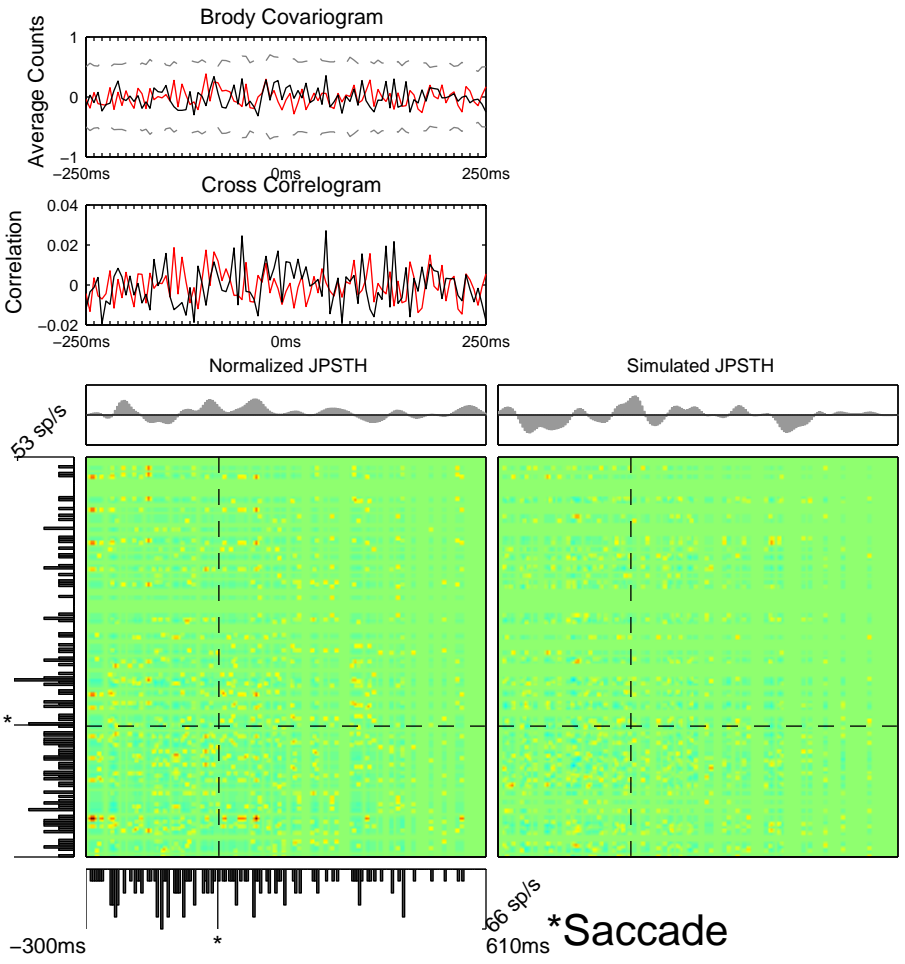 Brody Covariogram
Average Counts
1
0
−1
−250ms
0ms
250ms
Cross Correlogram
Correlation
0.04
0.02
0
−0.02
−250ms
0ms
250ms
Normalized JPSTH
Simulated JPSTH
53 sp/s
*
66 sp/s
−300ms
*
610ms
*Saccade